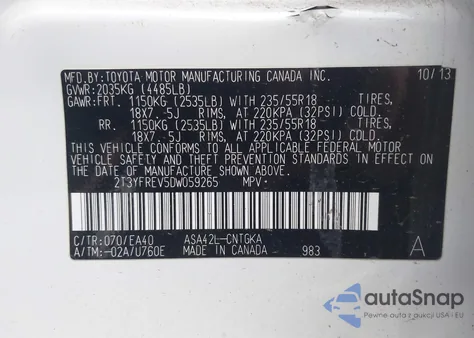 MFD.BY:TOYOTA MOTOR MANUFACTURING CANADA INC. 10/13
GVWR:2035KG (4485LB)
GAWR:FRT. 1150KG (2535LB) WITH 235/55R18 TIRES,
18X7 .5J RIMS, AT 220KPA (32PSI) COLD.
RR. 1150KG (2535LB) WITH 235/55R18 TIRES,
18X7 .5J RIMS, AT 220KPA (32PSI) COLD.
THIS VEHICLE CONFORMS TO ALL APPLICABLE FEDERAL MOTOR
VEHICLE SAFETY AND THEFT PREVENTION STANDARDS IN EFFECT ON
THE DATE OF MANUFACTURE SHOWN ABOVE.
2T3YFREV5DW059265 MPV
C/TR:070/EA40 ASA42L-CNTGKA
A/TM:-02A/U760E 983 A
autoSnap
Pewne auta z USA i EU